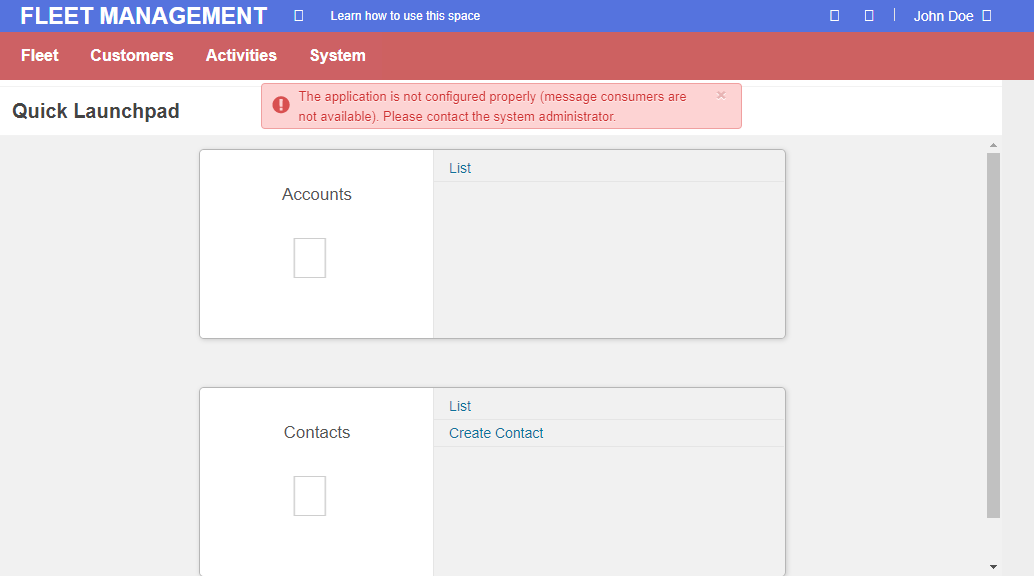 FLEET MANAGEMENT
Learn how to use this space
John Doe
Fleet
Customers
Activities
System
The application is not configured properly (message consumers are
not available). Please contact the system administrator.
×
Quick Launchpad
Accounts
List
Contacts
List
Create Contact